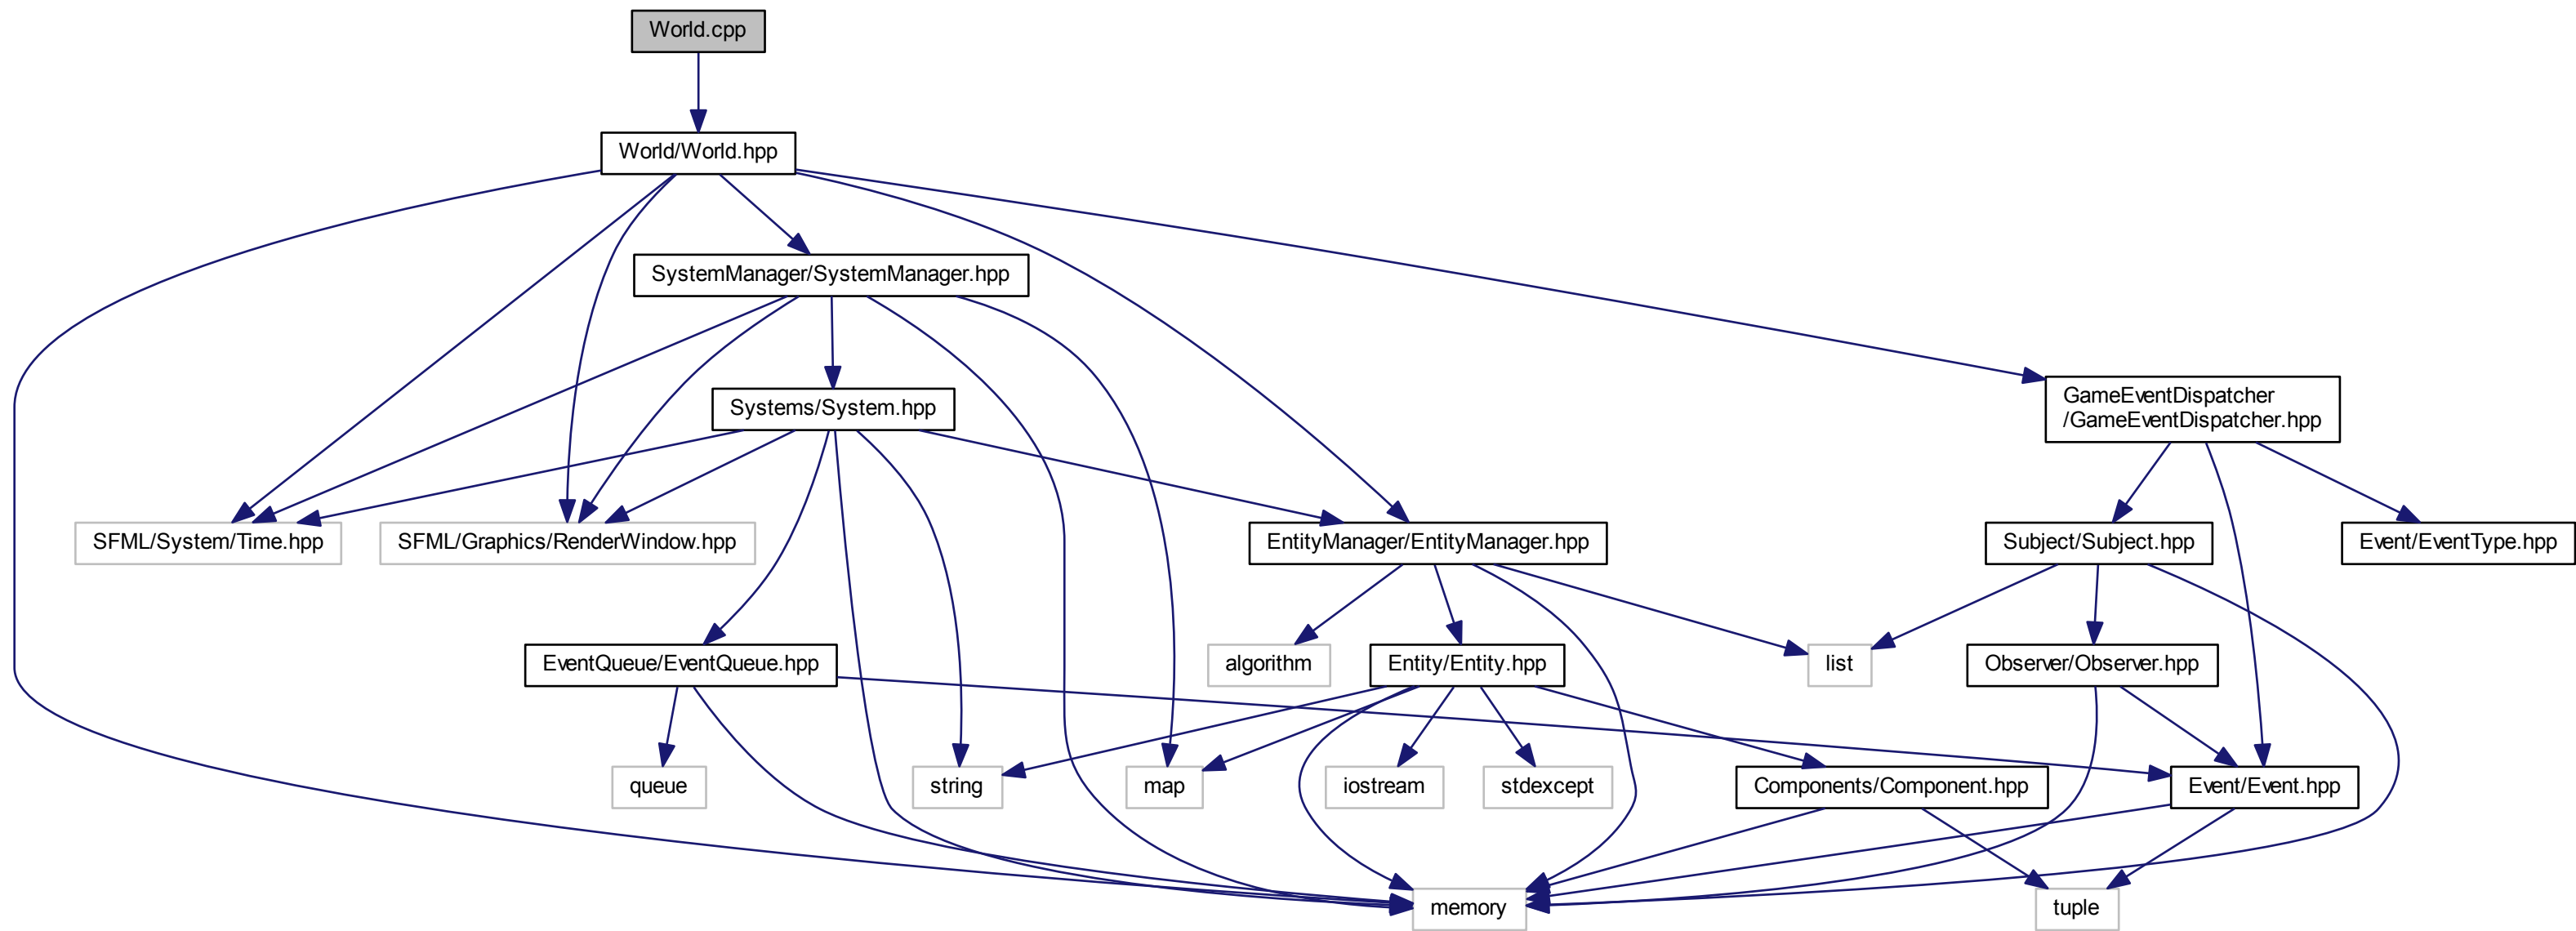 World.cpp
World/World.hpp
SystemManager/SystemManager.hpp
Systems/System.hpp
GameEventDispatcher
/GameEventDispatcher.hpp
SFML/System/Time.hpp
SFML/Graphics/RenderWindow.hpp
EntityManager/EntityManager.hpp
Subject/Subject.hpp
Event/EventType.hpp
EventQueue/EventQueue.hpp
algorithm
Entity/Entity.hpp
list
Observer/Observer.hpp
queue
string
map
iostream
stdexcept
Components/Component.hpp
Event/Event.hpp
memory
tuple